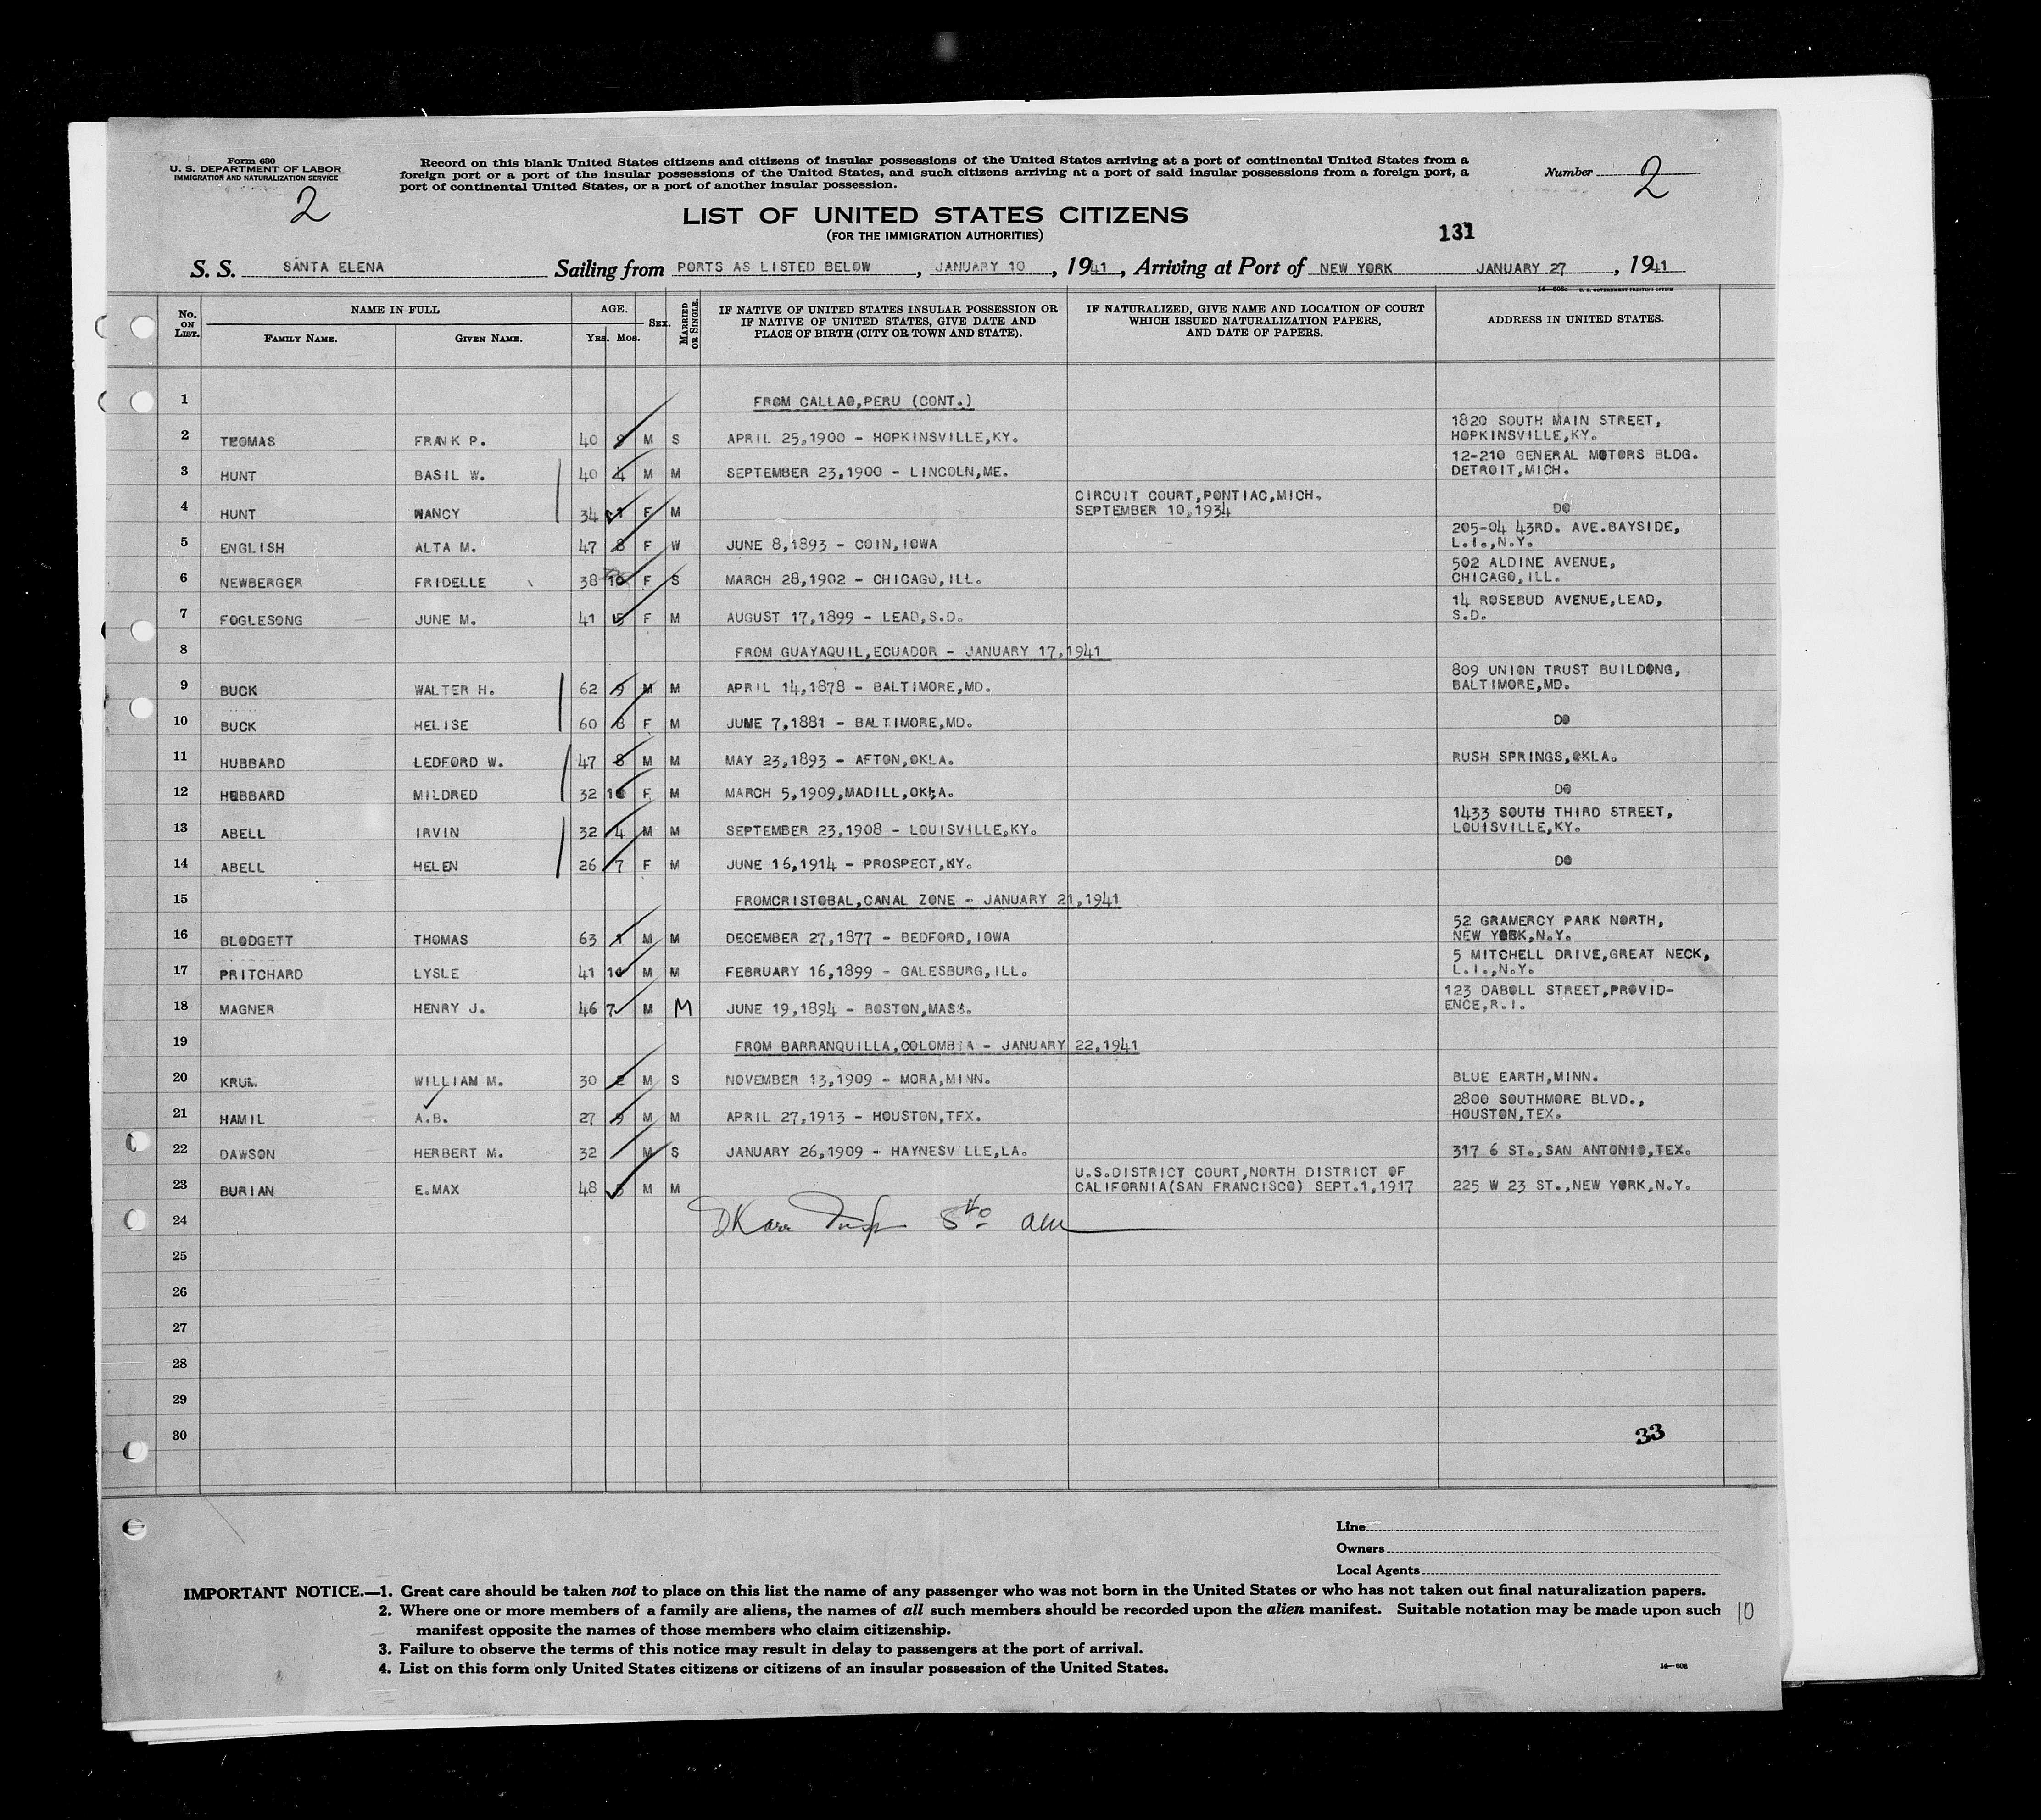 Form 630
U. S. DEPARTMENT OF LABOR
IMMIGRATION AND NATURALIZATION SERVICE
2
Record on this blank United States citizens and citizens of insular possessions of the United States arriving at a port of continental United States from a
foreign port or a port of the insular possessions of the United States, and such citizens arriving at a port of said insular possessions from a foreign port, a
port of continental United States, or a port of another insular possession.
Number 2
LIST OF UNITED STATES CITIZENS
(FOR THE IMMIGRATION AUTHORITIES)
131
S. S. SANTA ELENA Sailing from PORTS AS LISTED BELOW, JANUARY 10, 1941, Arriving at Port of NEW YORK JANUARY 27, 1941
No. ON LIST. NAME IN FULL FAMILY NAME. GIVEN NAME. AGE. YRS. MOS. SEX. MARRIED OR SINGLE. IF NATIVE OF UNITED STATES INSULAR POSSESSION OR IF NATIVE OF UNITED STATES, GIVE DATE AND PLACE OF BIRTH (CITY OR TOWN AND STATE). IF NATURALIZED, GIVE NAME AND LOCATION OF COURT WHICH ISSUED NATURALIZATION PAPERS, AND DATE OF PAPERS. ADDRESS IN UNITED STATES.
1 FROM CALLAO,PERU (CONT.)
2 THOMAS FRANK P. 40 9 M S APRIL 25,1900 - HOPKINSVILLE,KY. 1820 SOUTH MAIN STREET, HOPKINSVILLE,KY.
3 HUNT BASIL W. 40 4 M M SEPTEMBER 23,1900 - LINCOLN,ME. 12-210 GENERAL MOTORS BLDG. DETROIT,MICH.
4 HUNT NANCY 34 F M CIRCUIT COURT,PONTIAC,MICH. SEPTEMBER 10,1934 DO
5 ENGLISH ALTA M. 47 8 F W JUNE 8,1893 - COIN,IOWA 205-04 43RD. AVE.BAYSIDE, L.I.,N.Y.
6 NEWBERGER FRIDELLE 38 10 F S MARCH 28,1902 - CHICAGO,ILL. 502 ALDINE AVENUE, CHICAGO,ILL.
7 FOGLESONG JUNE M. 41 5 F M AUGUST 17,1899 - LEAD,S.D. 14 ROSEBUD AVENUE,LEAD, S.D.
8 FROM GUAYAQUIL,ECUADOR - JANUARY 17,1941
9 BUCK WALTER H. 62 9 M M APRIL 14,1878 - BALTIMORE,MD. 809 UNION TRUST BUILDONG, BALTIMORE,MD.
10 BUCK HELISE 60 8 F M JUME 7,1881 - BALTIMORE,MD. DO
11 HUBBARD LEDFORD W. 47 8 M M MAY 23,1893 - AFTON,OKLA. RUSH SPRINGS,OKLA.
12 HUBBARD MILDRED 32 10 F M MARCH 5,1909,MADILL,OKLA. DO
13 ABELL IRVIN 32 4 M M SEPTEMBER 23,1908 - LOUISVILLE,KY. 1433 SOUTH THIRD STREET, LOUISVILLE,KY.
14 ABELL HELEN 26 7 F M JUNE 16,1914 - PROSPECT,KY. DO
15 FROMCRISTOBAL,CANAL ZONE - JANUARY 21,1941
16 BLODGETT THOMAS 63 1 M M DECEMBER 27,1877 - BEDFORD,IOWA 52 GRAMERCY PARK NORTH, NEW YORK,N.Y.
17 PRITCHARD LYSLE 41 M M FEBRUARY 16,1899 - GALESBURG,ILL. 5 MITCHELL DRIVE,GREAT NECK, L.I.,N.Y.
18 MAGNER HENRY J. 46 7 M M JUNE 19,1894 - BOSTON,MASS. 123 DABOLL STREET,PROVID- ENCE,R.I.
19 FROM BARRANQUILLA,COLOMBIA - JANUARY 22,1941
20 KRUM WILLIAM M. 30 2 M S NOVEMBER 13,1909 - MORA,MINN. BLUE EARTH,MINN.
21 HAMIL A.B. 27 9 M M APRIL 27,1913 - HOUSTON,TEX. 2800 SOUTHMORE BLVD., HOUSTON,TEX.
22 DAWSON HERBERT M. 32 M S JANUARY 26,1909 - HAYNESVILLE,LA. 317 6 ST.,SAN ANTONIO,TEX.
23 BURIAN E.MAX 48 M M U.S.DISTRICT COURT,NORTH DISTRICT OF CALIFORNIA(SAN FRANCISCO) SEPT.1,1917 225 W 23 ST.,NEW YORK,N.Y.
24
25
26
27
28
29
30 33
Line
Owners
Local Agents
IMPORTANT NOTICE.—1. Great care should be taken not to place on this list the name of any passenger who was not born in the United States or who has not taken out final naturalization papers.
2. Where one or more members of a family are aliens, the names of all such members should be recorded upon the alien manifest. Suitable notation may be made upon such
manifest opposite the names of those members who claim citizenship.
10
3. Failure to observe the terms of this notice may result in delay to passengers at the port of arrival.
4. List on this form only United States citizens or citizens of an insular possession of the United States.